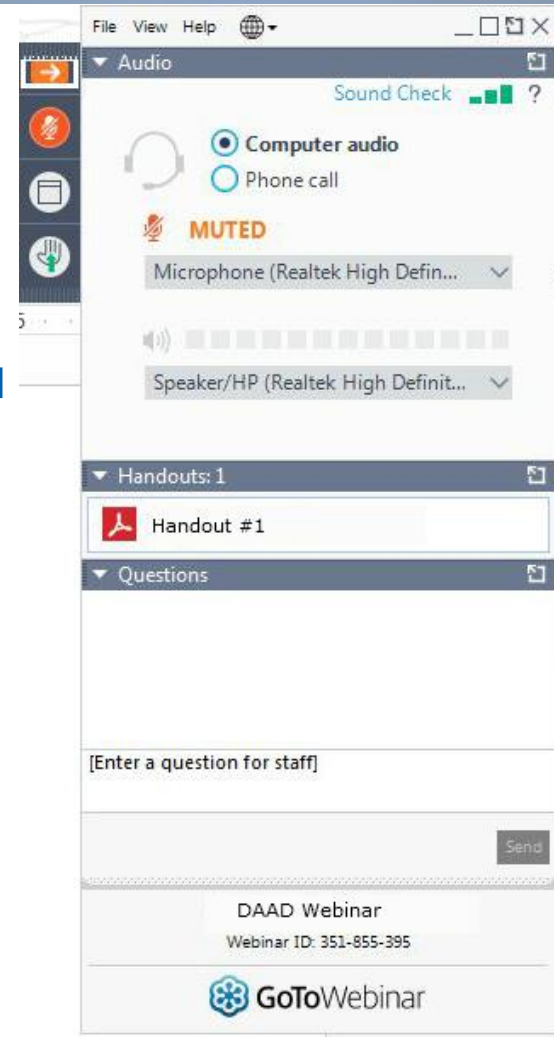 File View Help
Audio
Sound Check ?
Computer audio
Phone call
MUTED
Microphone (Realtek High Defin...
Speaker/HP (Realtek High Definit...
Handouts: 1
Handout #1
Questions
[Enter a question for staff]
Send
DAAD Webinar
Webinar ID: 351-855-395
GoToWebinar